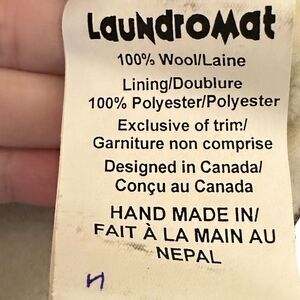 LaundroMat
100% Wool/Laine
Lining/Doublure
100% Polyester/Polyester
Exclusive of trim/
Garniture non comprise
Designed in Canada/
Conçu au Canada
HAND MADE IN/
FAIT À LA MAIN AU
NEPAL